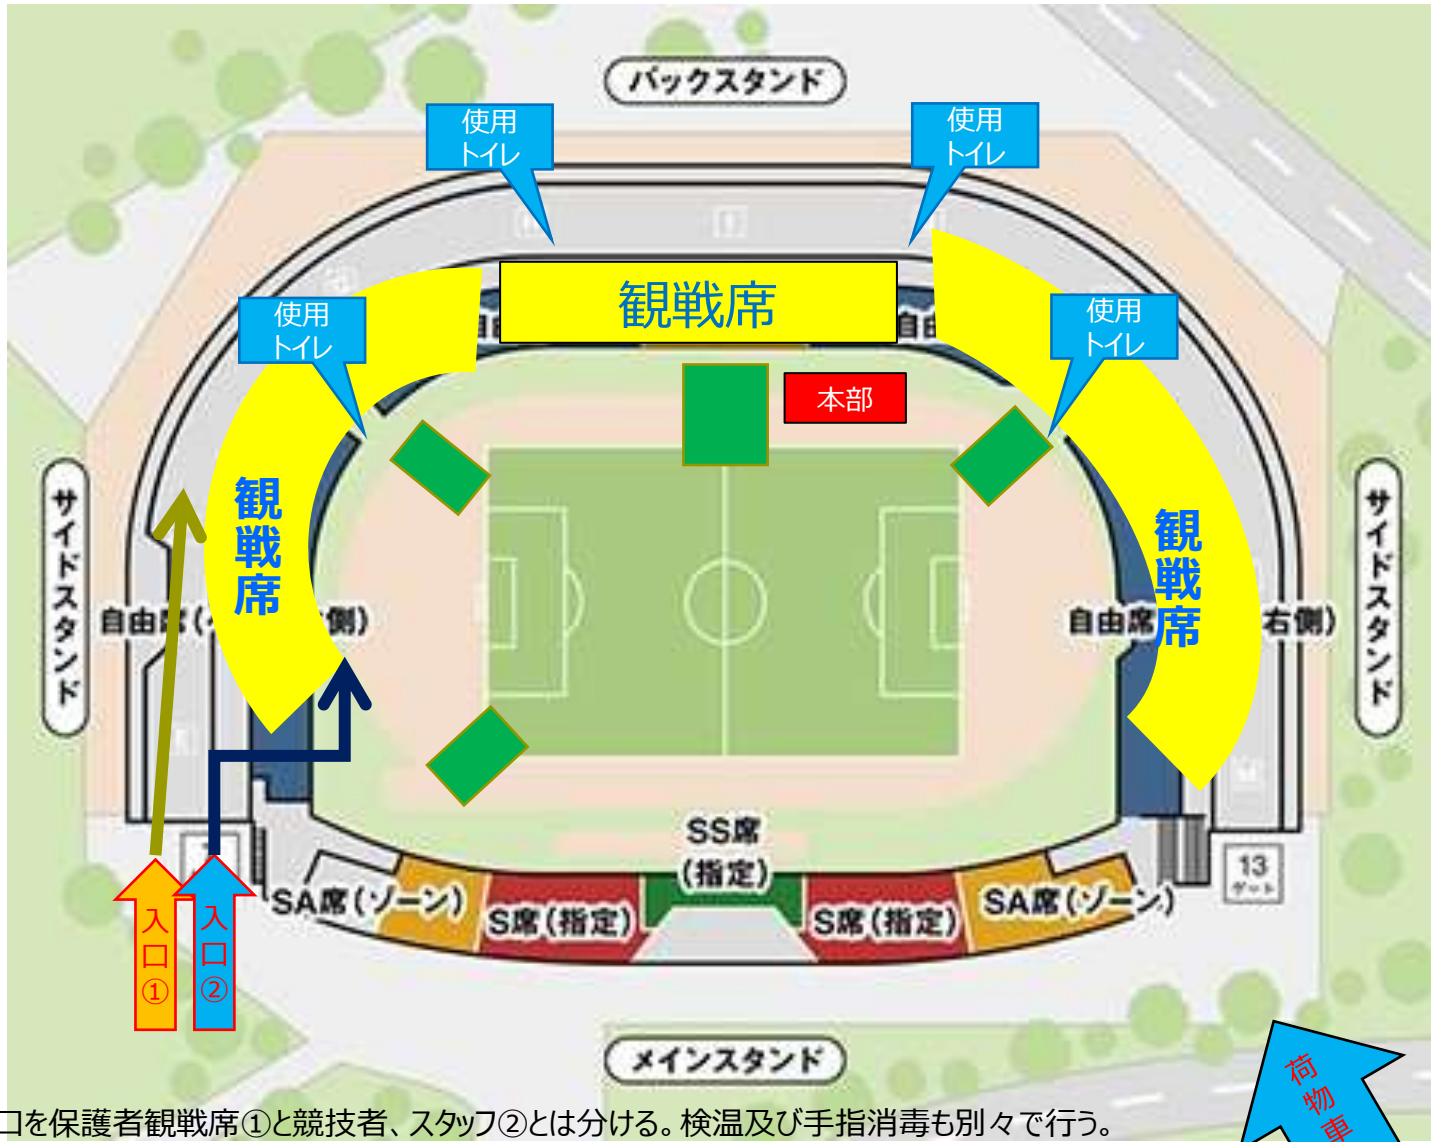 バックスタンド
使用
トイレ
使用
トイレ
観戦席
使用
トイレ
使用
トイレ
自由
自由
本部
観戦席
観戦席
サイドスタンド
サイドスタンド
自由席(
側)
自由席
右側)
SS席
(指定)
SA席(ゾーン)
S席(指定)
S席(指定)
SA席(ゾーン)
13
ゲート
入口①
入口②
メインスタンド
荷物車
口を保護者観戦席①と競技者、スタッフ②とは分ける。検温及び手指消毒も別々で行う。